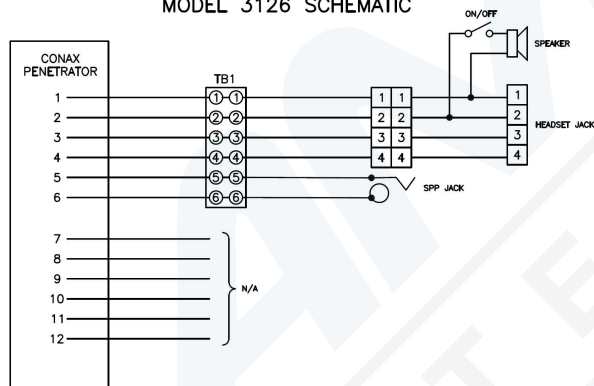 MODEL 3126 SCHEMATIC
ON/OFF
SPEAKER
CONAX
PENETRATOR
TB1
1 1 1 1 1 1
2 2 2 2 2 2
HEADSET JACK
3 3 3 3 3 3
4 4 4 4 4 4
5 5 5
SPP JACK
6 6 6
7
8
9
N/A
10
11
12